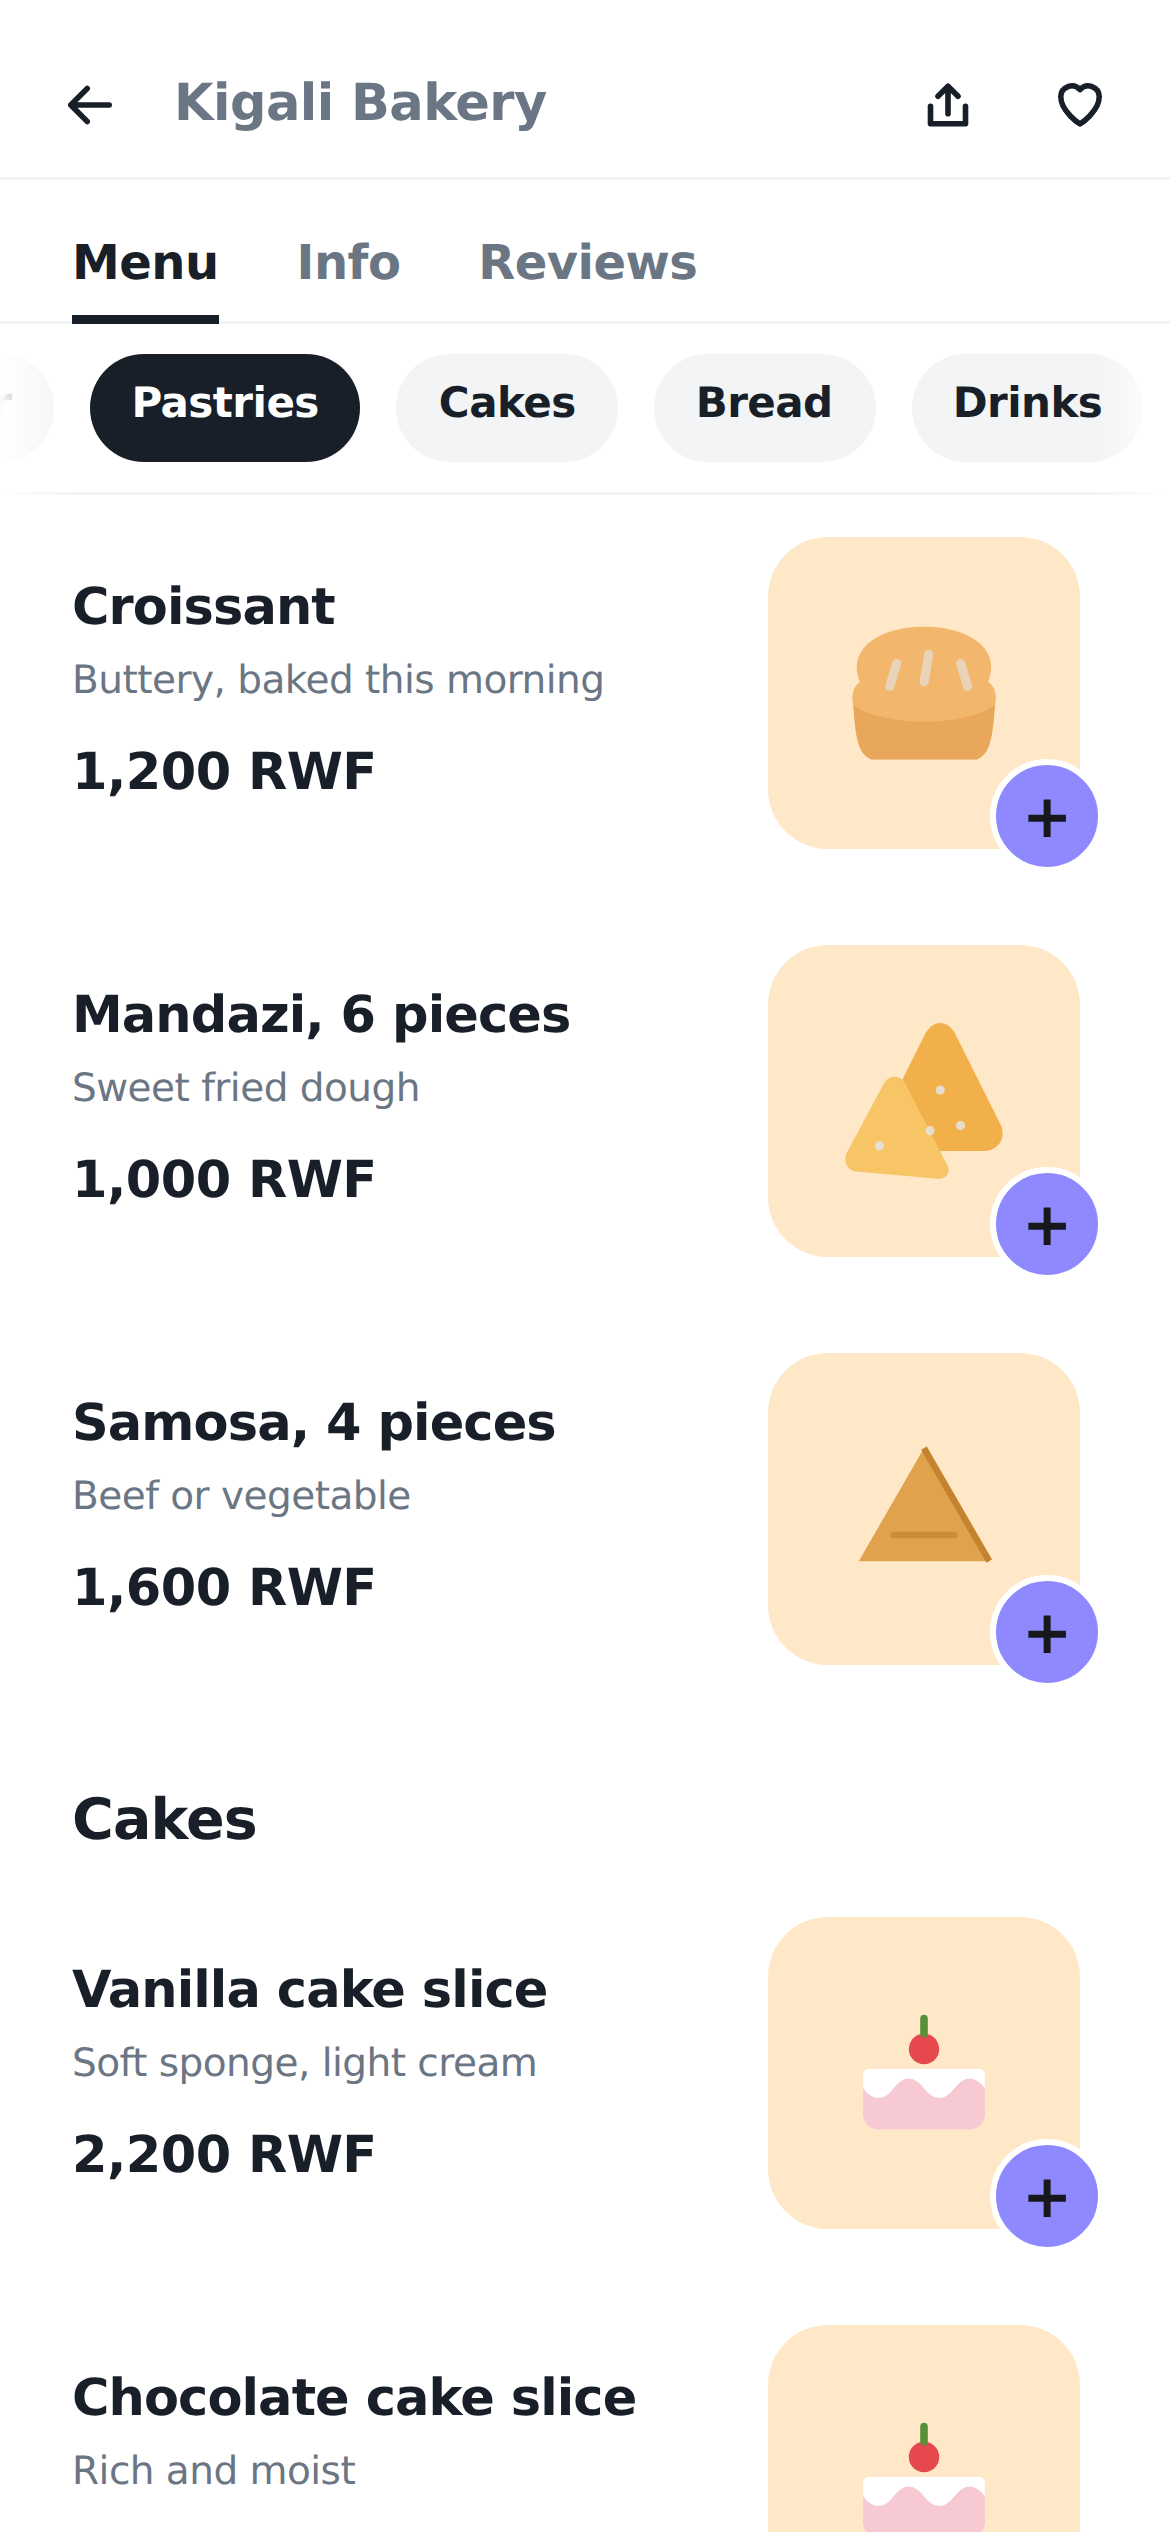 Kigali Bakery
Menu Info Reviews
Pastries Cakes Bread Drinks
Croissant
Buttery, baked this morning
1,200 RWF
Mandazi, 6 pieces
Sweet fried dough
1,000 RWF
Samosa, 4 pieces
Beef or vegetable
1,600 RWF
Cakes
Vanilla cake slice
Soft sponge, light cream
2,200 RWF
Chocolate cake slice
Rich and moist